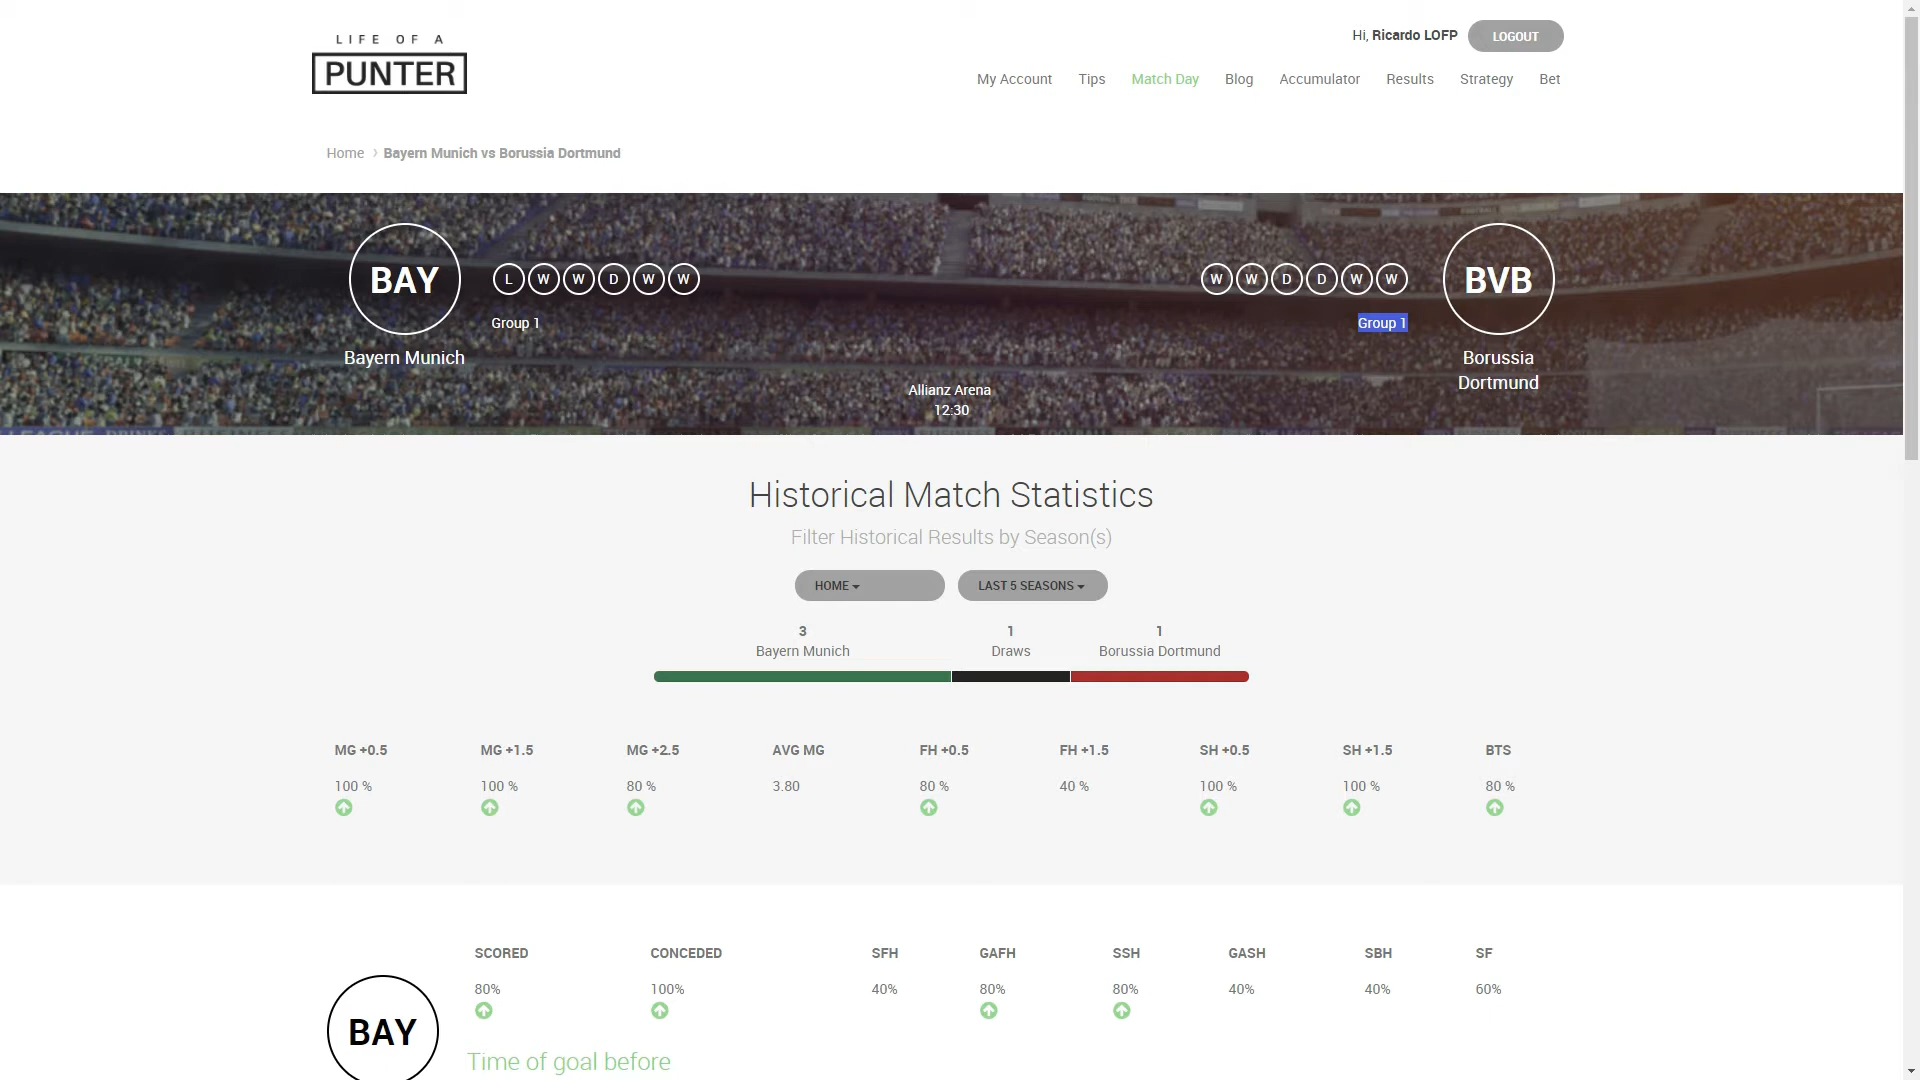 LIFE OF A
PUNTER
Hi, Ricardo LOFP
LOGOUT
My Account Tips Match Day Blog Accumulator Results Strategy Bet
Home › Bayern Munich vs Borussia Dortmund
BAY
L W W D W W
W W D D W W
BVB
Group 1
Group 1
Bayern Munich
Borussia
Dortmund
Allianz Arena
12:30
Historical Match Statistics
Filter Historical Results by Season(s)
HOME LAST 5 SEASONS
3 1 1
Bayern Munich Draws Borussia Dortmund
MG +0.5 MG +1.5 MG +2.5 AVG MG FH +0.5 FH +1.5 SH +0.5 SH +1.5 BTS
100 % 100 % 80 % 3.80 80 % 40 % 100 % 100 % 80 %
SCORED CONCEDED SFH GAFH SSH GASH SBH SF
80% 100% 40% 80% 80% 40% 40% 60%
BAY
Time of goal before